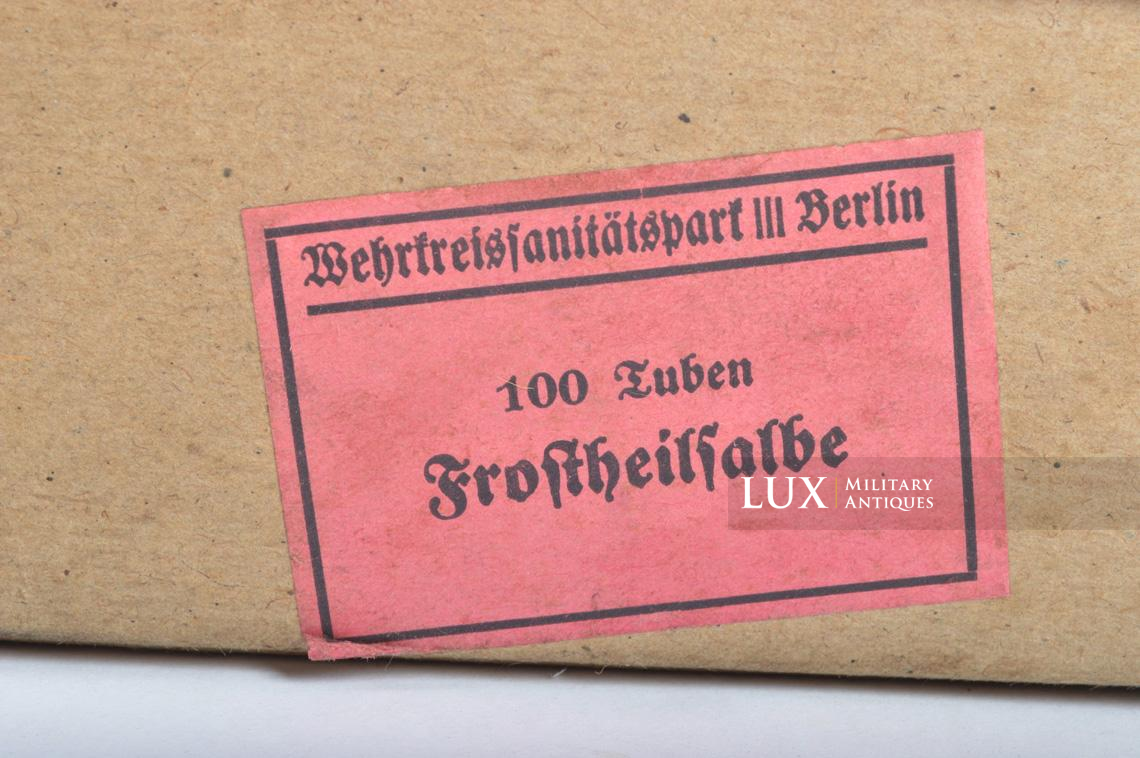 Wehrkreissanitätspark III Berlin
100 Tuben
Frostheilsalbe
LUX MILITARY ANTIQUES